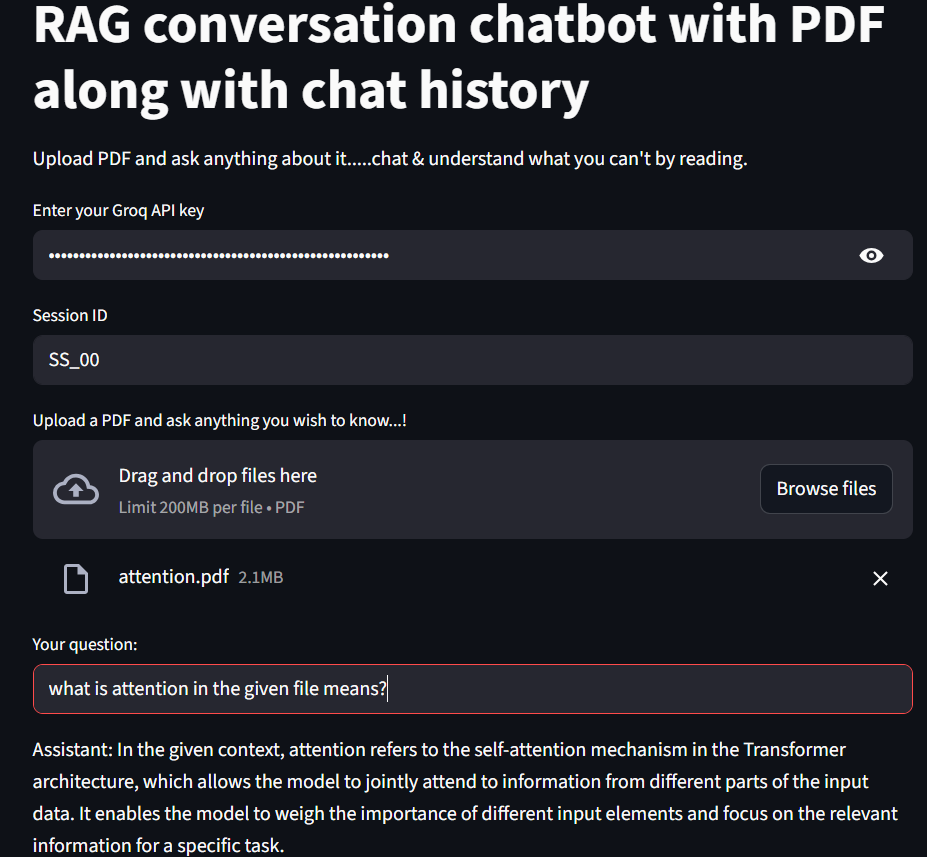 RAG conversation chatbot with PDF
along with chat history
Upload PDF and ask anything about it.....chat & understand what you can't by reading.
Enter your Groq API key
Session ID
SS_00
Upload a PDF and ask anything you wish to know...!
Drag and drop files here
Limit 200MB per file • PDF
Browse files
attention.pdf 2.1MB
Your question:
what is attention in the given file means?
Assistant: In the given context, attention refers to the self-attention mechanism in the Transformer
architecture, which allows the model to jointly attend to information from different parts of the input
data. It enables the model to weigh the importance of different input elements and focus on the relevant
information for a specific task.